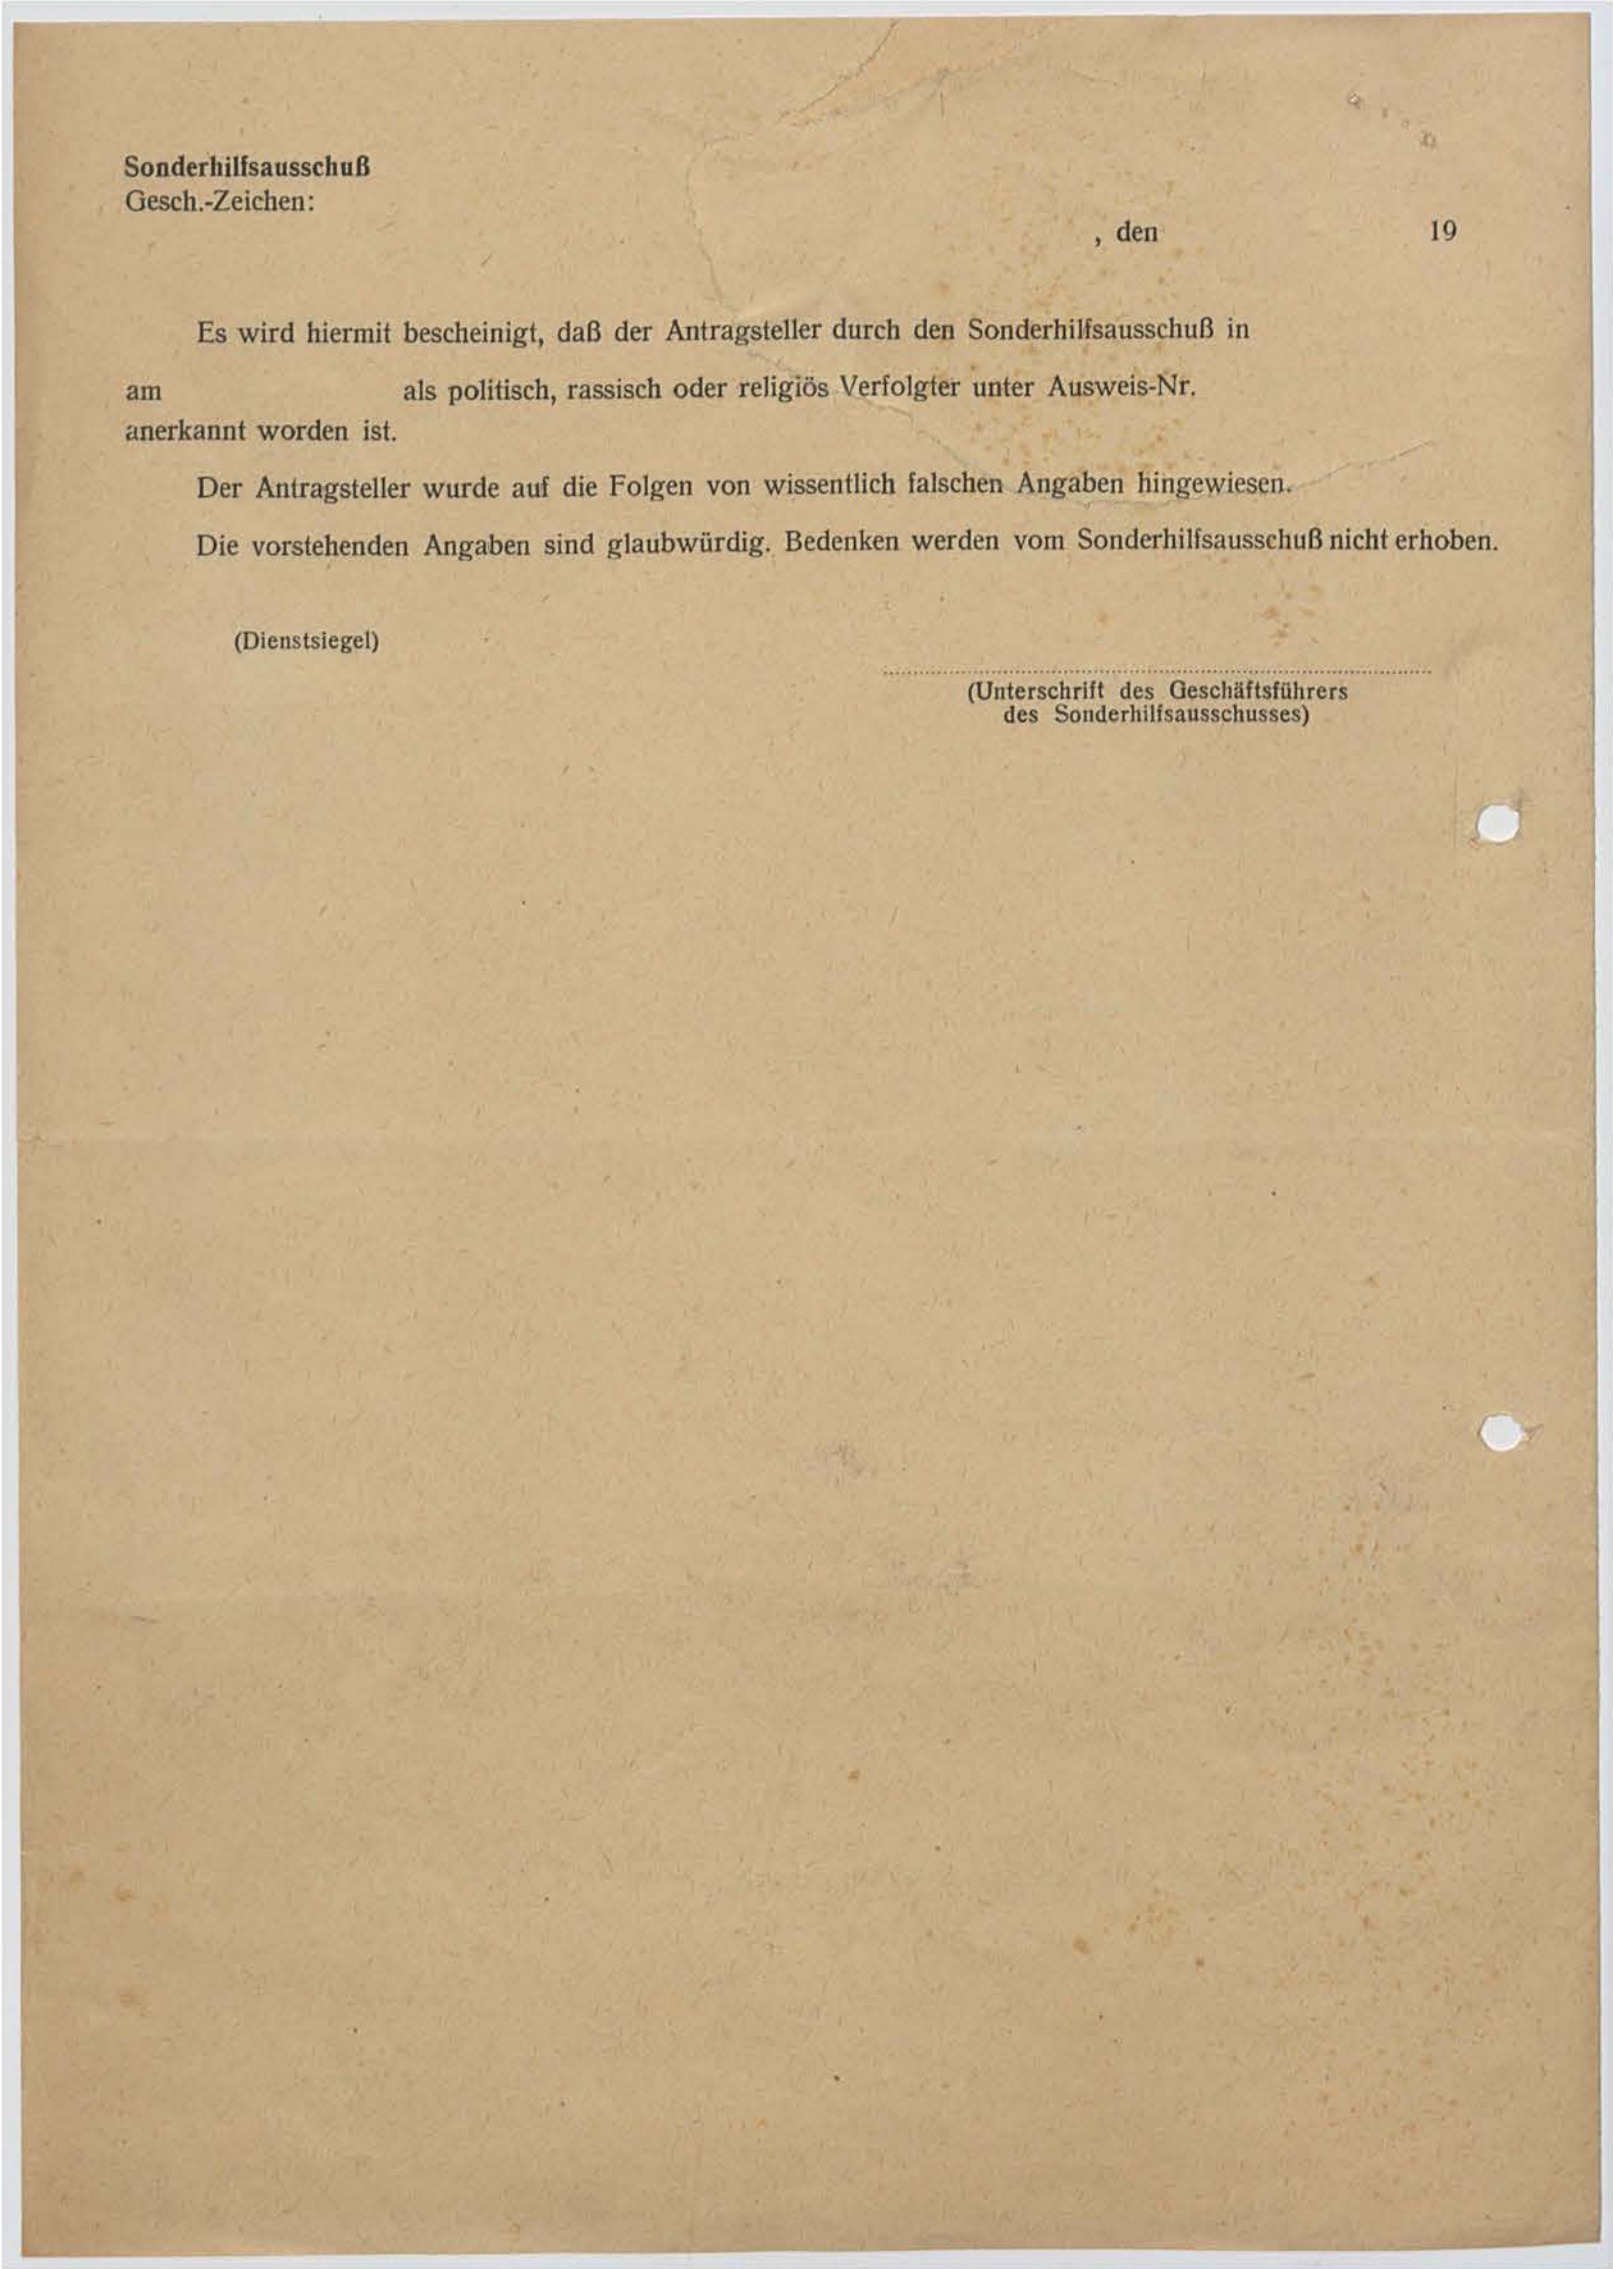 Sonderhilfsausschuß
Gesch.-Zeichen:
, den 19
Es wird hiermit bescheinigt, daß der Antragsteller durch den Sonderhilfsausschuß in
am als politisch, rassisch oder religiös Verfolgter unter Ausweis-Nr.
anerkannt worden ist.
Der Antragsteller wurde auf die Folgen von wissentlich falschen Angaben hingewiesen.
Die vorstehenden Angaben sind glaubwürdig. Bedenken werden vom Sonderhilfsausschuß nicht erhoben.
(Dienstsiegel)
(Unterschrift des Geschäftsführers
des Sonderhilfsausschusses)